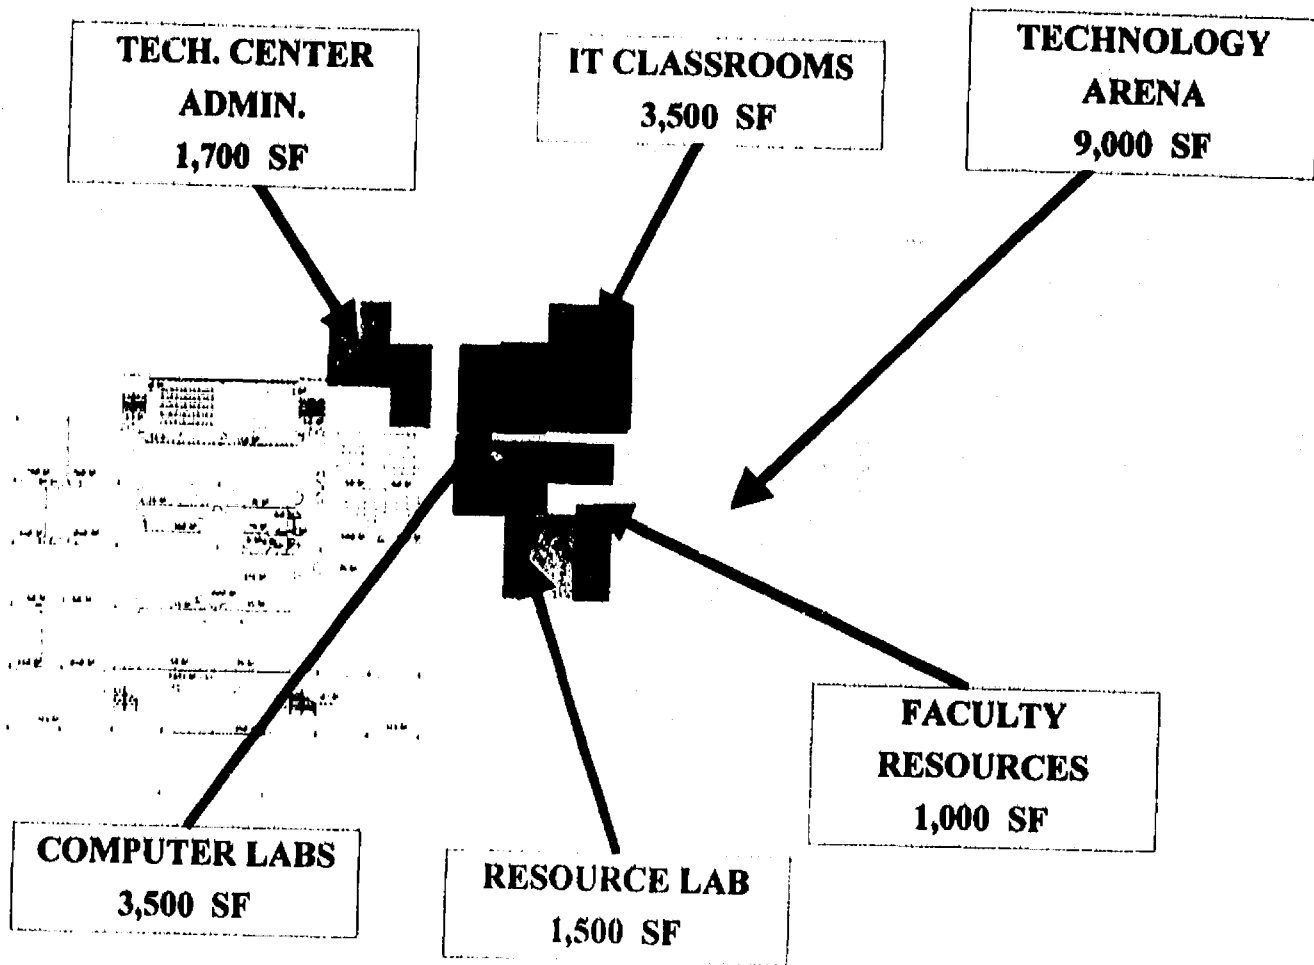 TECH. CENTER
ADMIN.
1,700 SF
IT CLASSROOMS
3,500 SF
TECHNOLOGY
ARENA
9,000 SF
FACULTY
RESOURCES
1,000 SF
COMPUTER LABS
3,500 SF
RESOURCE LAB
1,500 SF